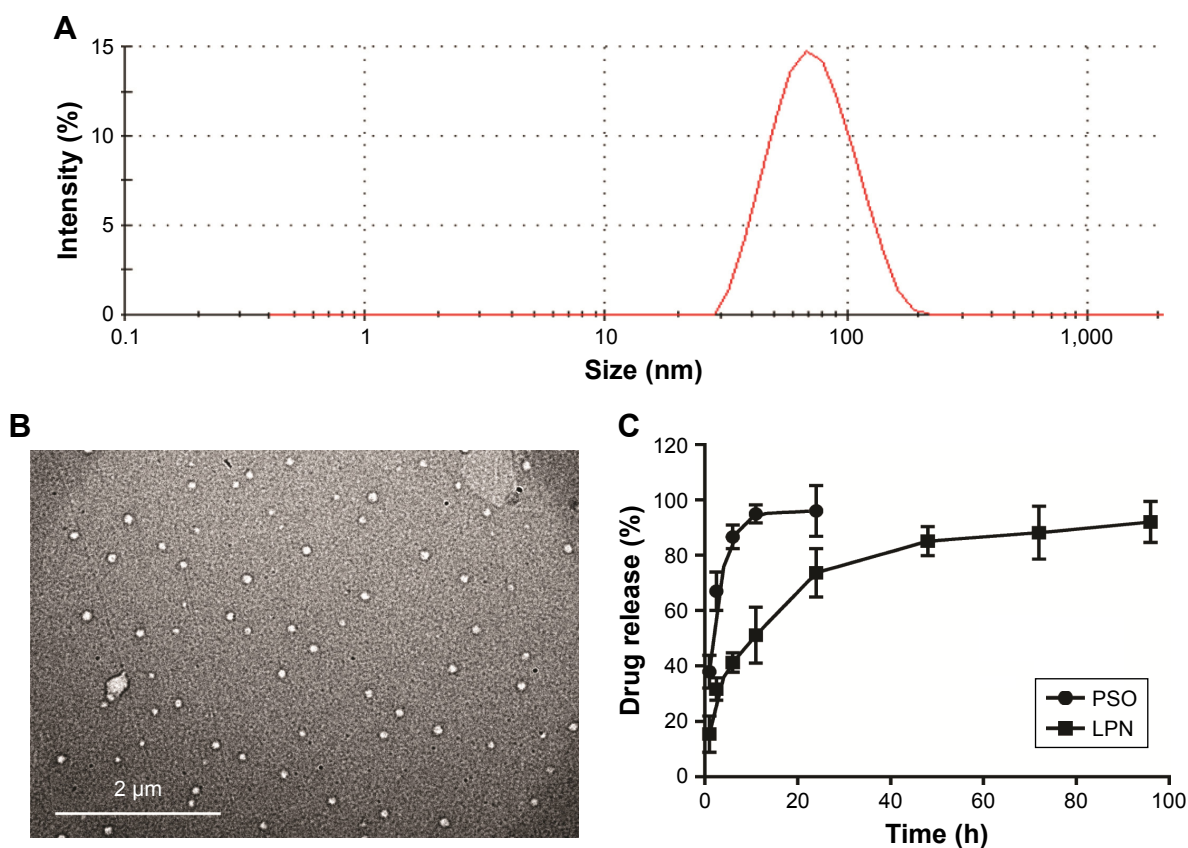 A
15
10
5
0
Intensity (%)
0.1 1 10 100 1,000
Size (nm)
B
2 µm
C
120
100
80
60
40
20
0
Drug release (%)
PSO
LPN
0 20 40 60 80 100
Time (h)